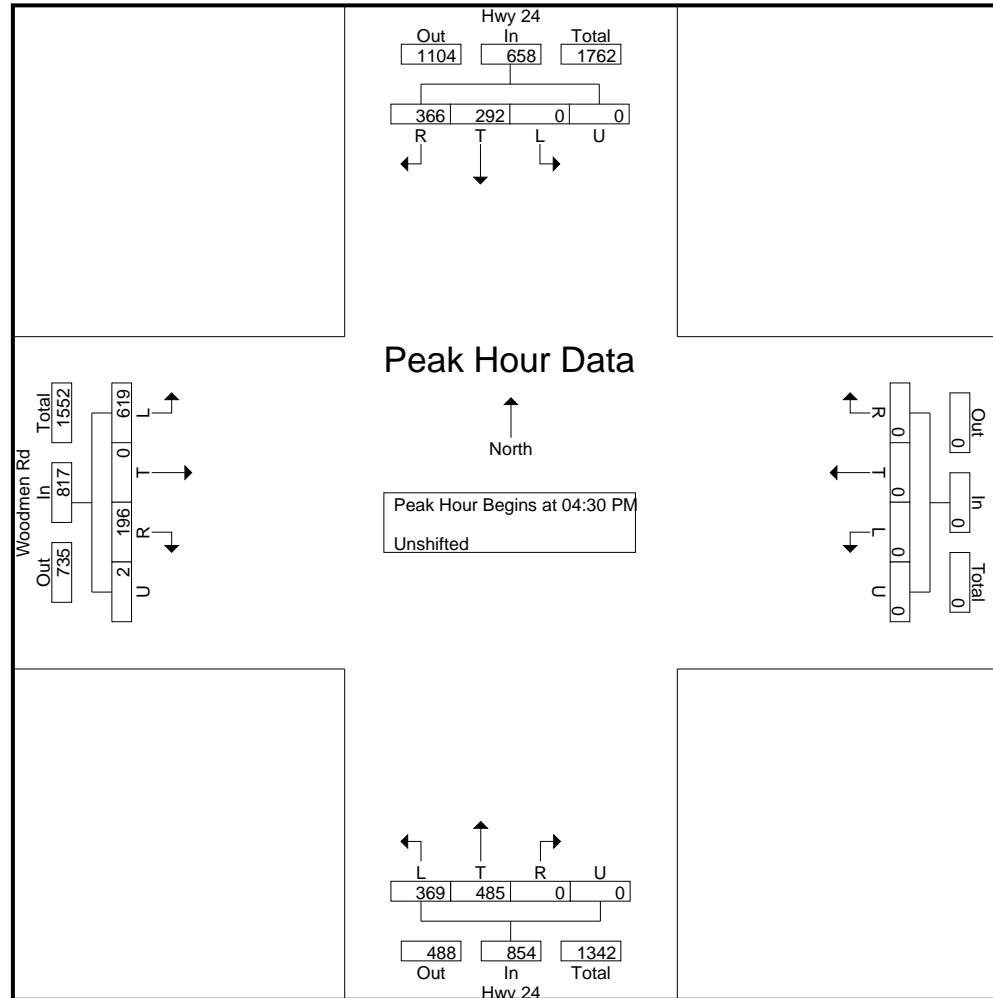 Hwy 24
Out In Total
1104 658 1762
366 292 0 0
R T L U
Peak Hour Data
North
Peak Hour Begins at 04:30 PM
Unshifted
Woodmen Rd
Out In Total
735 817 1552
L T R U
619 0 196 2
R T L U
0 0 0 0
Out In Total
0 0 0
L T R U
369 485 0 0
488 854 1342
Out In Total
Hwy 24